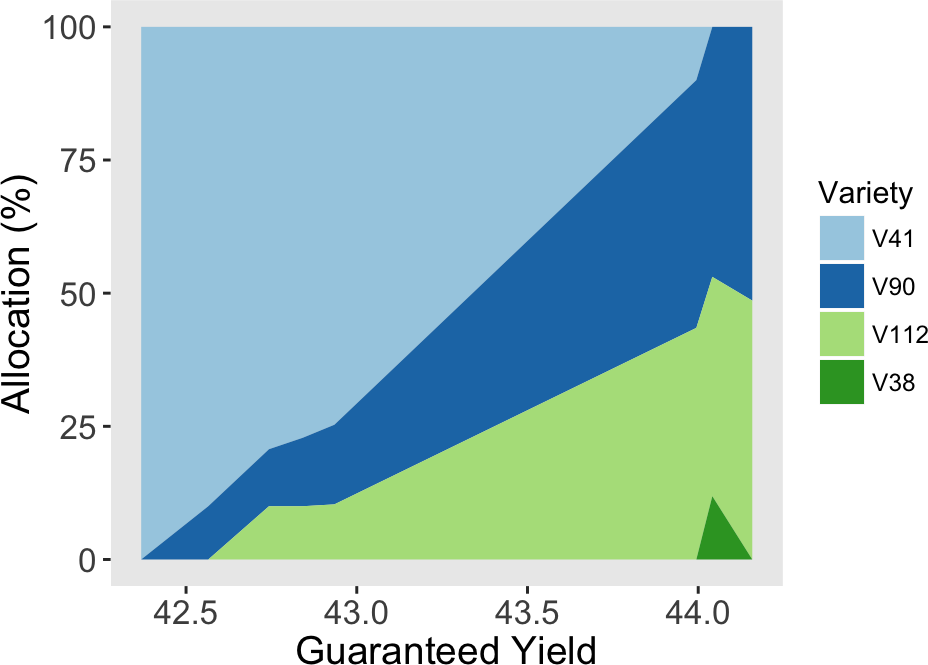 100
75
50
25
0
Allocation (%)
42.5 43.0 43.5 44.0
Guaranteed Yield
Variety
V41
V90
V112
V38